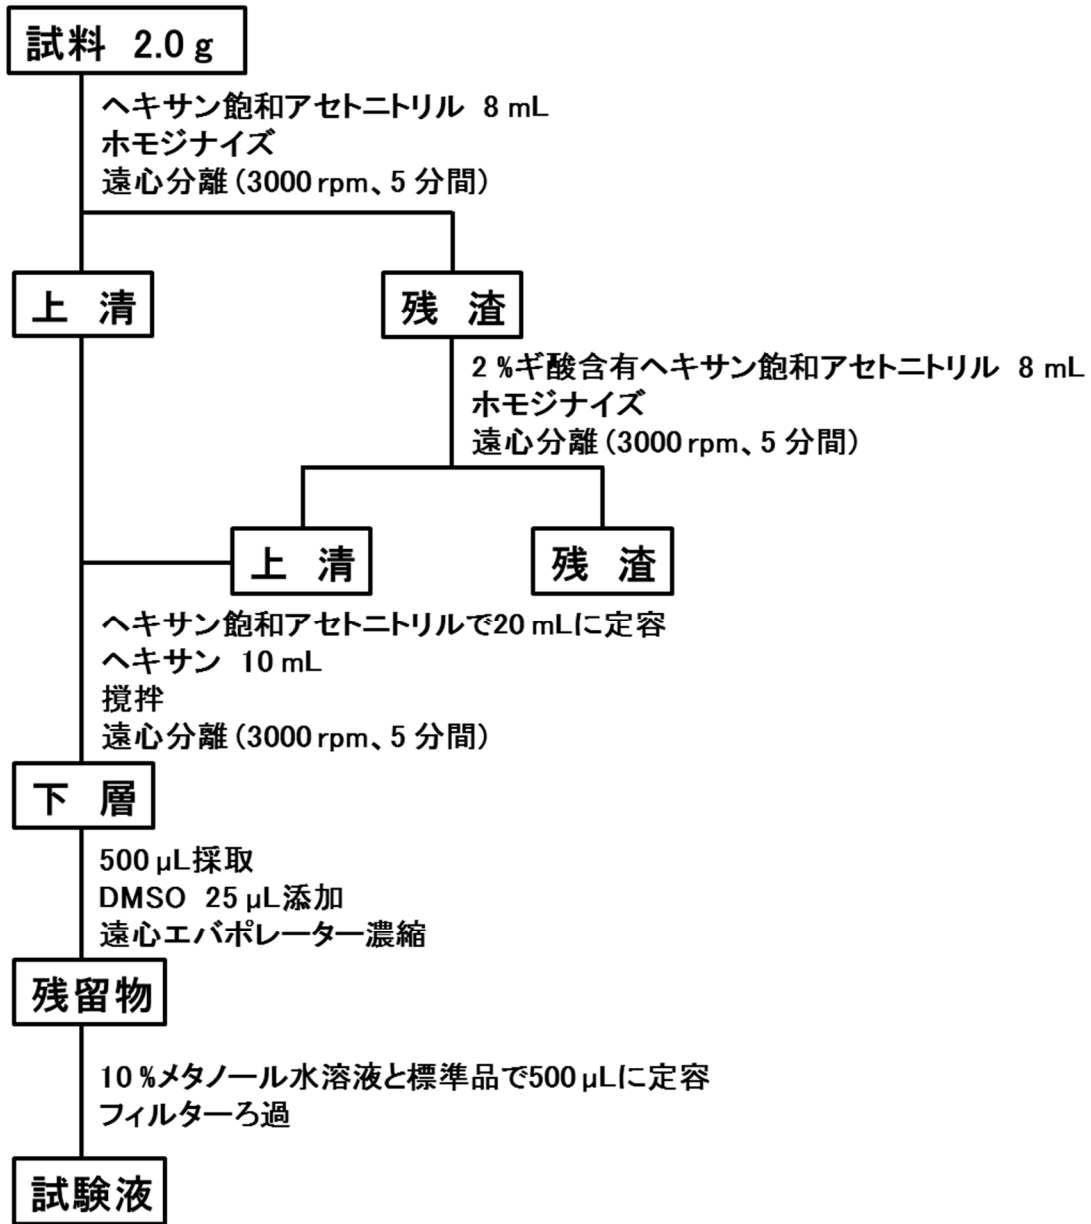 試料 2.0 g
ヘキサン飽和アセトニトリル 8 mL
ホモジナイズ
遠心分離(3000 rpm、5 分間)
上 清
残 渣
2 %ギ酸含有ヘキサン飽和アセトニトリル 8 mL
ホモジナイズ
遠心分離(3000 rpm、5 分間)
上 清
残 渣
ヘキサン飽和アセトニトリルで20 mLに定容
ヘキサン 10 mL
撹拌
遠心分離(3000 rpm、5 分間)
下 層
500 μL採取
DMSO 25 μL添加
遠心エバポレーター濃縮
残留物
10 %メタノール水溶液と標準品で500 μLに定容
フィルターろ過
試験液